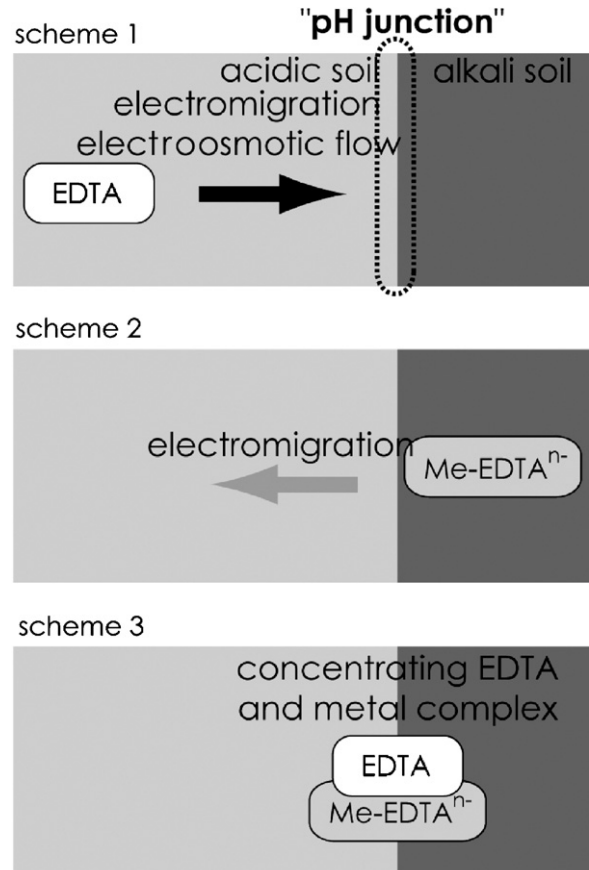 "pH junction"
scheme 1
acidic soil
alkali soil
electromigration
electroosmotic flow
EDTA
scheme 2
electromigration
Me-EDTAⁿ⁻
scheme 3
concentrating EDTA
and metal complex
EDTA
Me-EDTAⁿ⁻